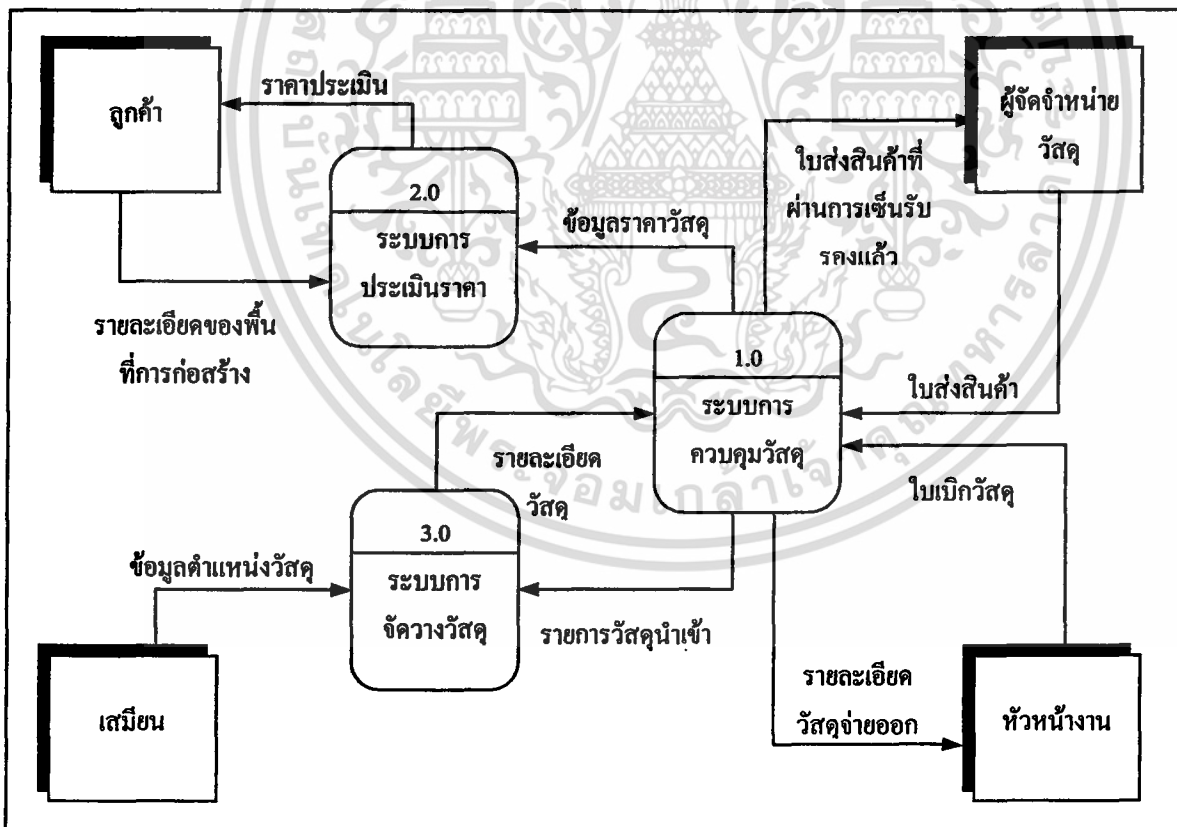 ลูกค้า
ราคาประเมิน
ผู้จัดจำหน่าย
วัสดุ
2.0
ระบบการ
ประเมินราคา
ข้อมูลราคาวัสดุ
ใบส่งสินค้าที่
ผ่านการเซ็นรับ
รองแล้ว
รายละเอียดของพื้น
ที่การก่อสร้าง
1.0
ระบบการ
ควบคุมวัสดุ
ใบส่งสินค้า
รายละเอียด
วัสดุ
ใบเบิกวัสดุ
3.0
ระบบการ
จัดวางวัสดุ
ข้อมูลตำแหน่งวัสดุ
รายการวัสดุนำเข้า
เสมียน
รายละเอียด
วัสดุจ่ายออก
หัวหน้างาน